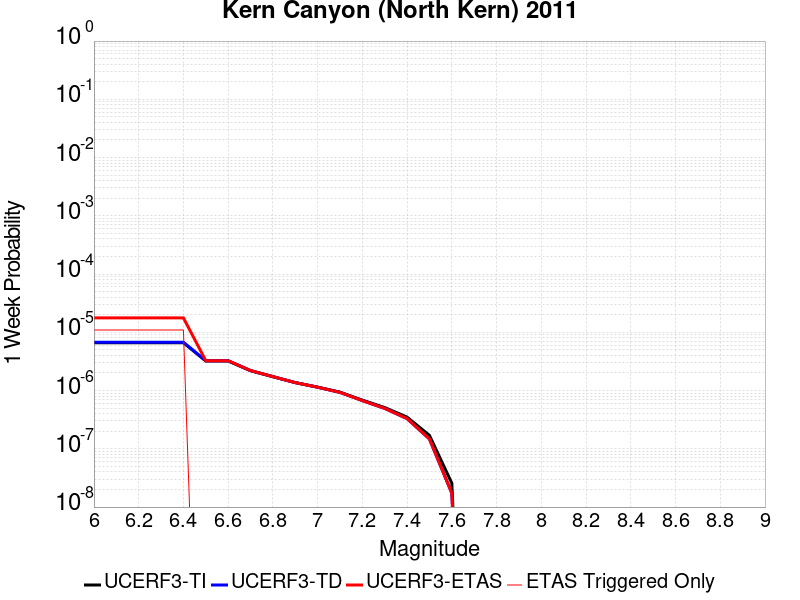 Kern Canyon (North Kern) 2011
10^0
10^-1
10^-2
10^-3
10^-4
10^-5
10^-6
10^-7
10^-8
1 Week Probability
6 6.2 6.4 6.6 6.8 7 7.2 7.4 7.6 7.8 8 8.2 8.4 8.6 8.8 9
Magnitude
UCERF3-TI UCERF3-TD UCERF3-ETAS ETAS Triggered Only